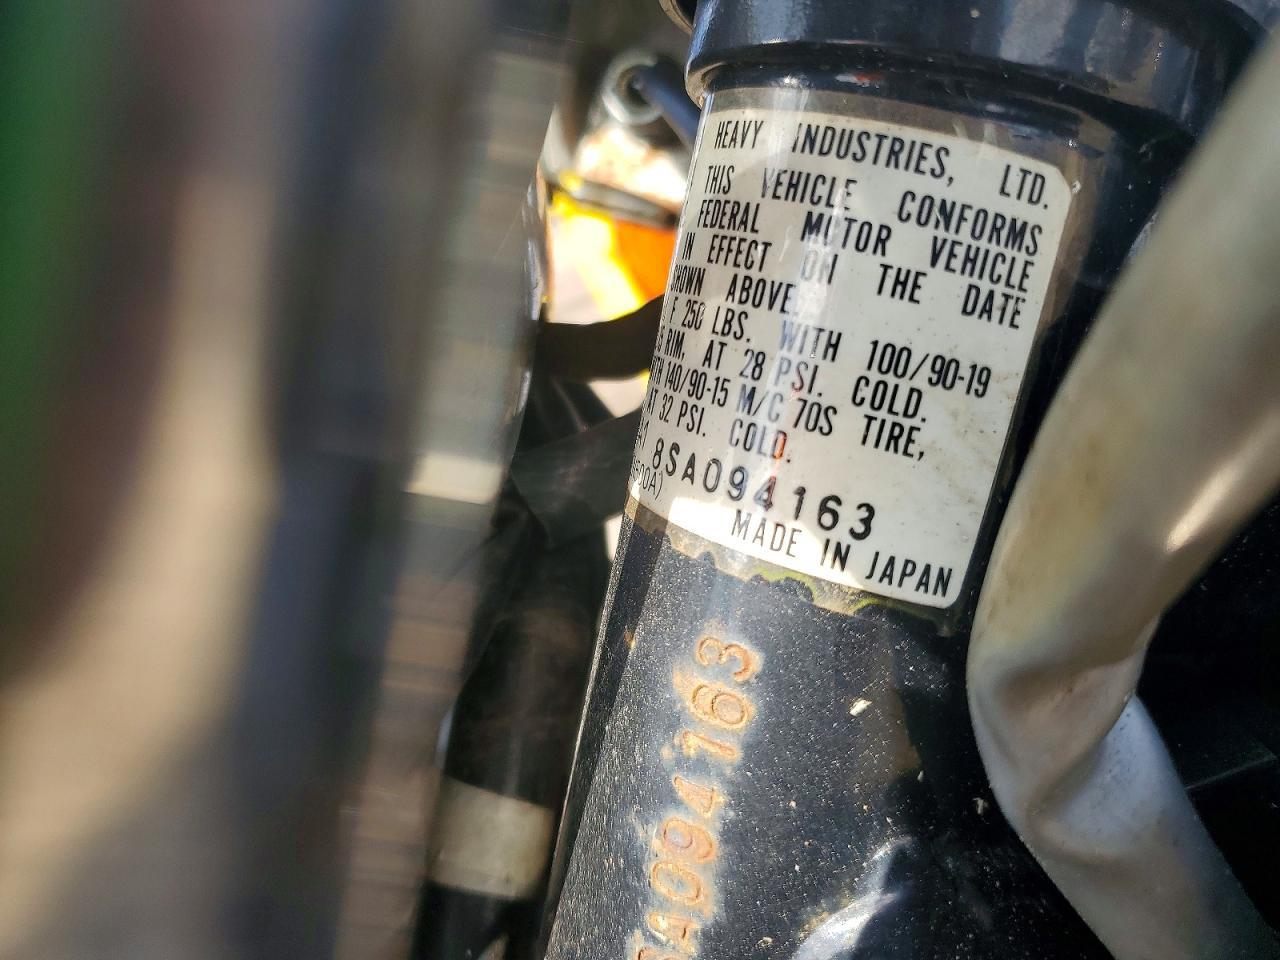 HEAVY INDUSTRIES, LTD.
THIS VEHICLE CONFORMS
FEDERAL MOTOR VEHICLE
IN EFFECT ON THE DATE
SHOWN ABOVE.
F 250 LBS. WITH 100/90-19
RIM, AT 28 PSI. COLD.
140/90-15 M/C 70S TIRE,
AT 32 PSI. COLD.
8SA094163
MADE IN JAPAN
SA094163